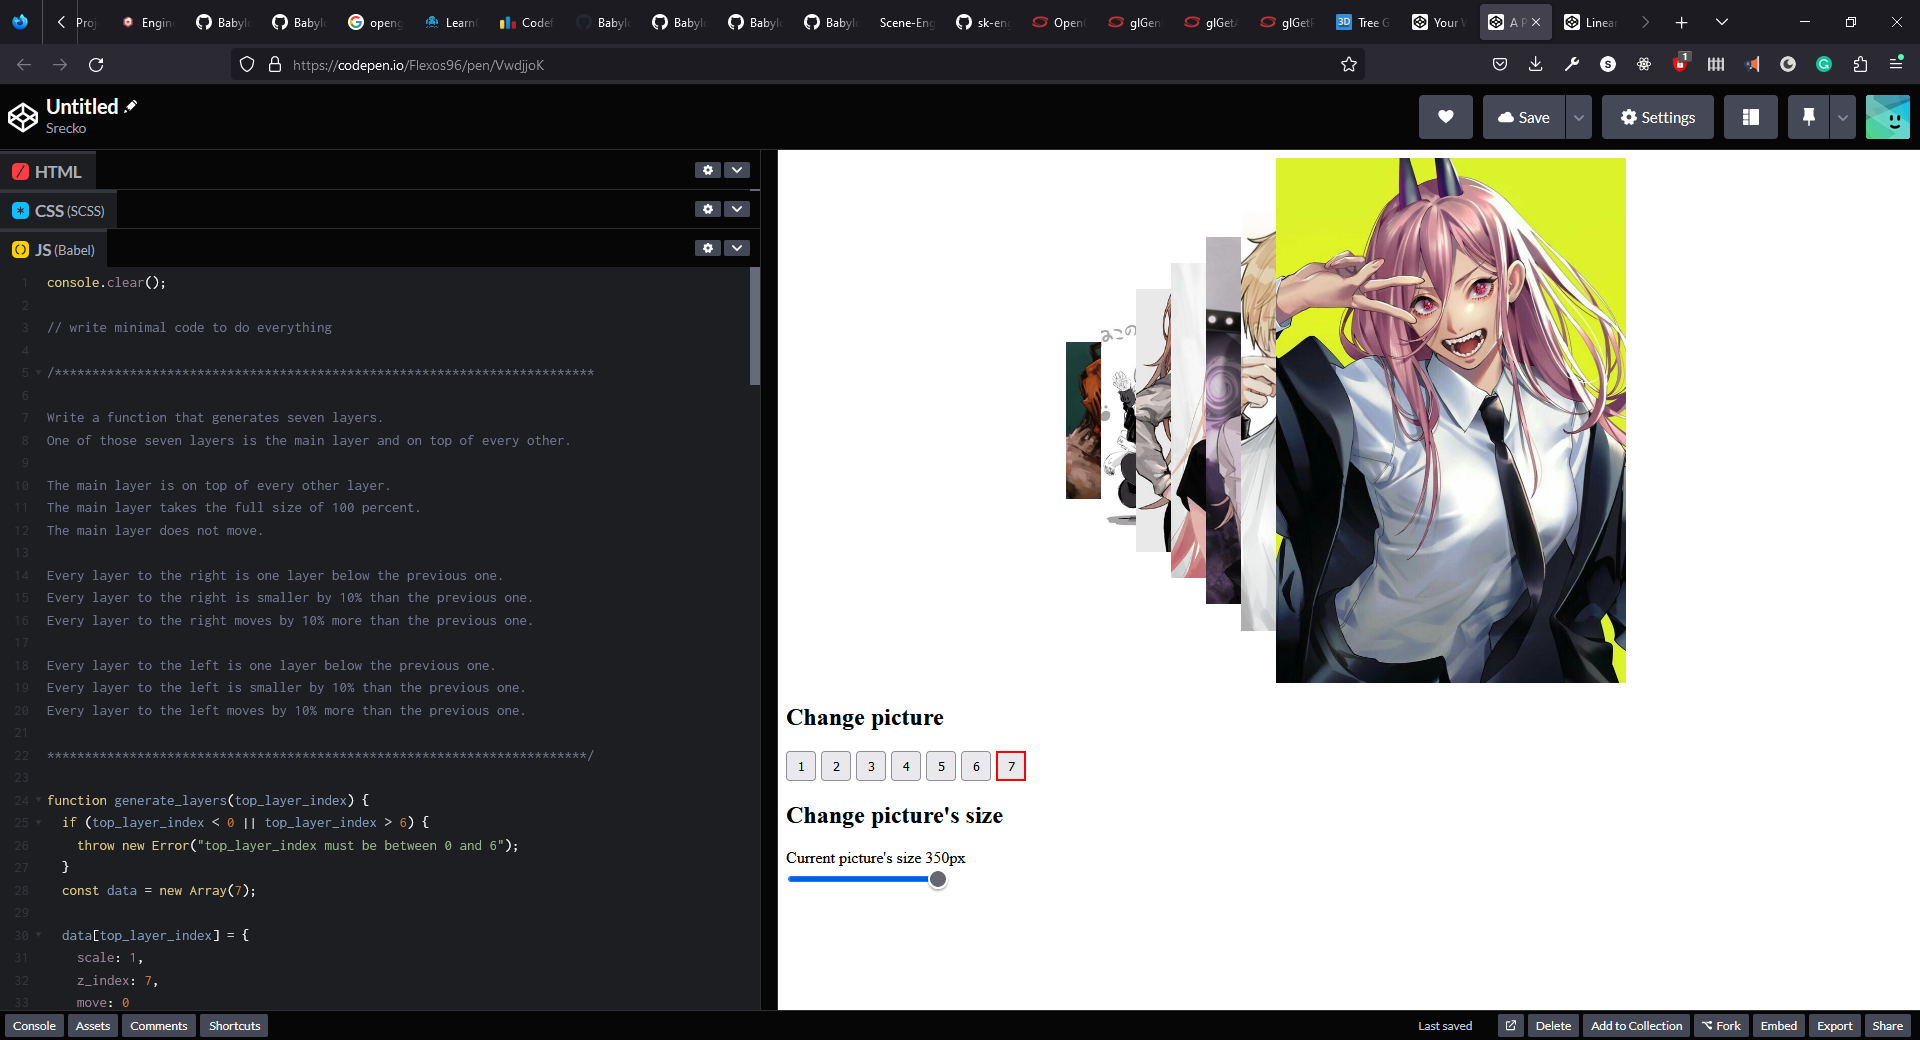 Proj
Engin
Babyl
Babyl
openg
Learn
Codef
Babyl
Babyl
Babyl
Babyl
Scene-Eng
sk-eng
OpenG
glGen
glGetA
glGetF
3D
Tree G
Your W
A P
Linear
https://codepen.io/Flexos96/pen/VwdjjoK
S
1
Untitled
Srecko
Save
Settings
HTML
CSS (SCSS)
JS (Babel)
1 console.clear();
2
3 // write minimal code to do everything
4
5 /************************************************************************
6
7 Write a function that generates seven layers.
8 One of those seven layers is the main layer and on top of every other.
9
10 The main layer is on top of every other layer.
11 The main layer takes the full size of 100 percent.
12 The main layer does not move.
13
14 Every layer to the right is one layer below the previous one.
15 Every layer to the right is smaller by 10% than the previous one.
16 Every layer to the right moves by 10% more than the previous one.
17
18 Every layer to the left is one layer below the previous one.
19 Every layer to the left is smaller by 10% than the previous one.
20 Every layer to the left moves by 10% more than the previous one.
21
22 ************************************************************************/
23
24 function generate_layers(top_layer_index) {
25 if (top_layer_index < 0 || top_layer_index > 6) {
26 throw new Error("top_layer_index must be between 0 and 6");
27 }
28 const data = new Array(7);
29
30 data[top_layer_index] = {
31 scale: 1,
32 z_index: 7,
33 move: 0
Change picture
1 2 3 4 5 6 7
Change picture's size
Current picture's size 350px
Console
Assets
Comments
Shortcuts
Last saved
Delete
Add to Collection
Fork
Embed
Export
Share